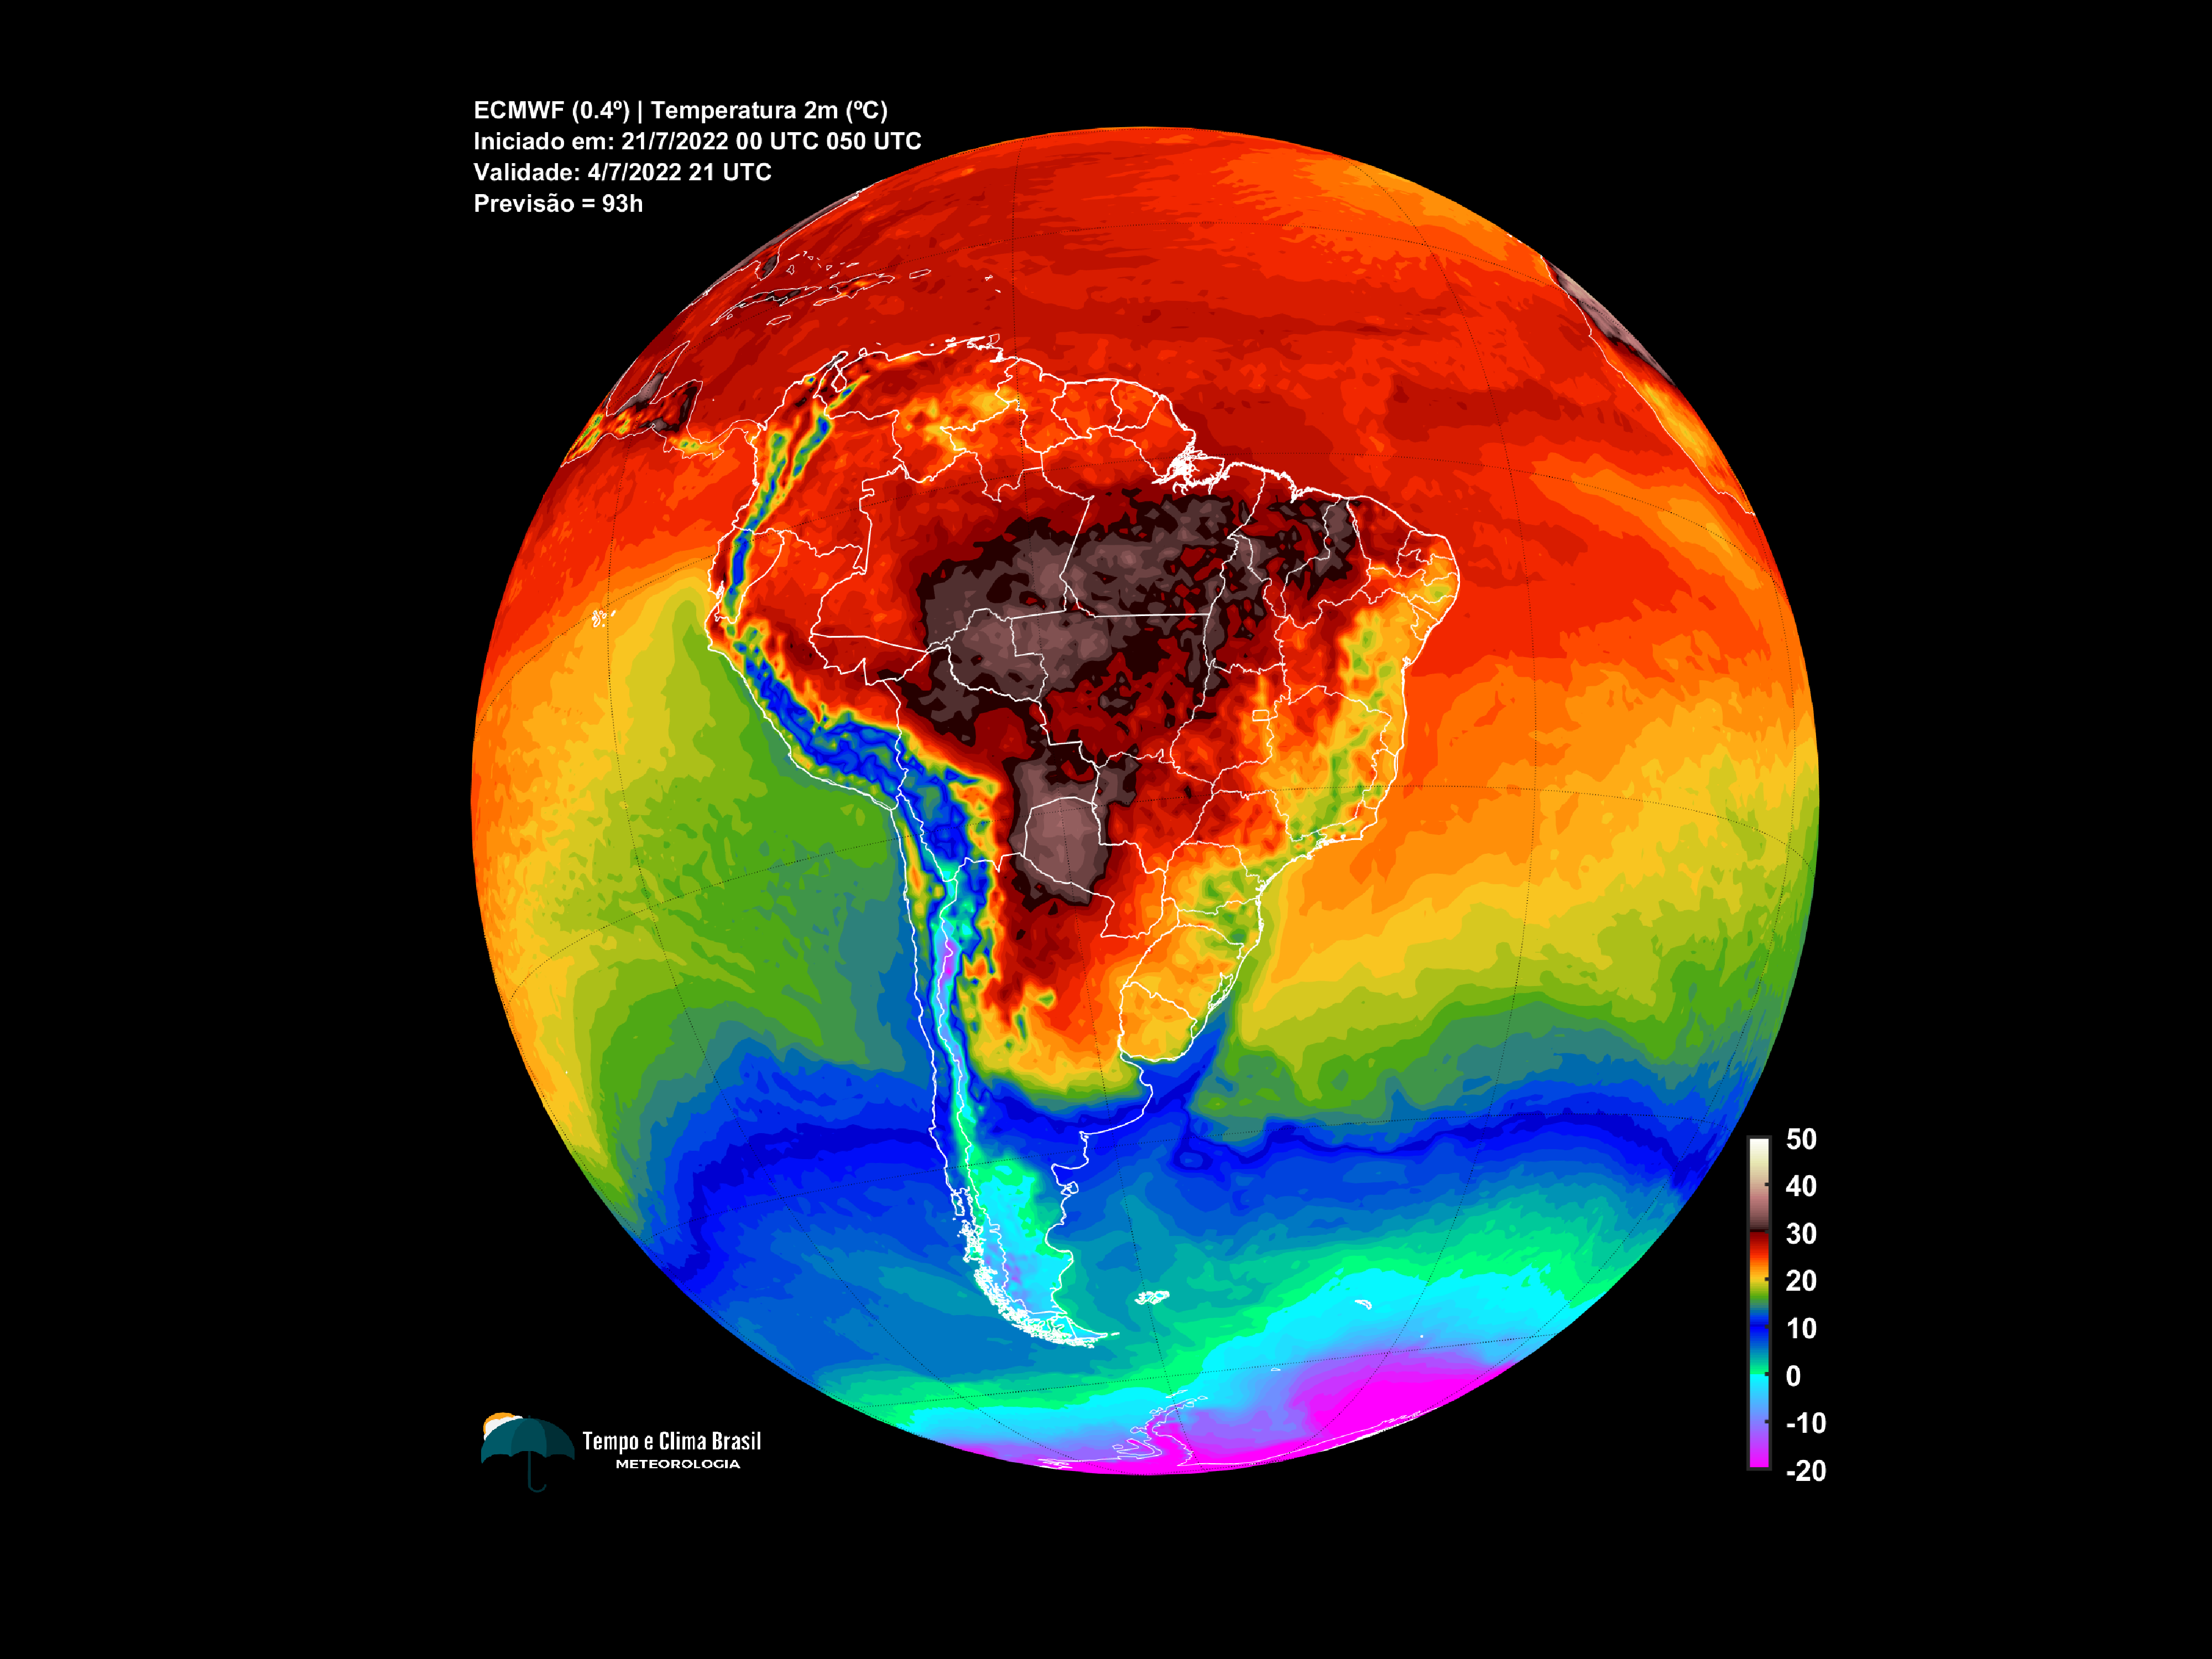 ECMWF (0.4º) | Temperatura 2m (ºC)
Iniciado em: 21/7/2022 00 UTC 050 UTC
Validade: 4/7/2022 21 UTC
Previsão = 93h
50
40
30
20
10
0
-10
-20
Tempo e Clima Brasil
METEOROLOGIA